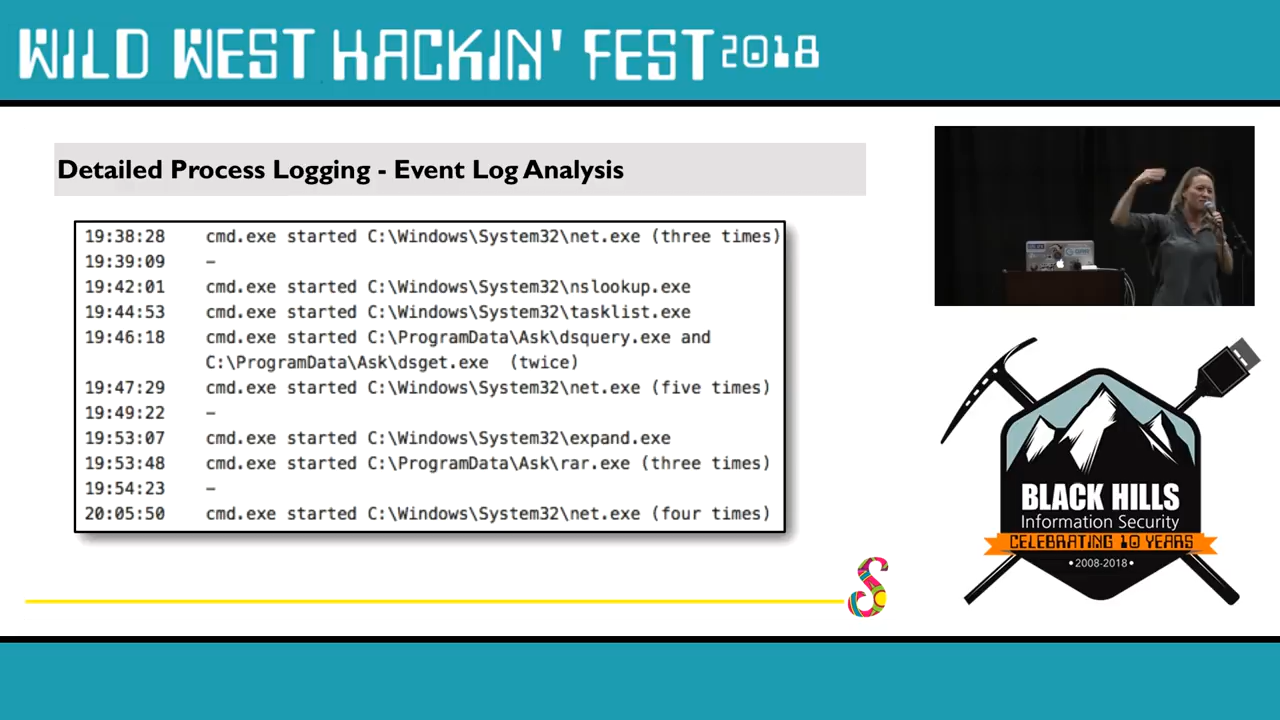 WILD WEST HACKIN' FEST 2018
Detailed Process Logging - Event Log Analysis
19:38:28 cmd.exe started C:\Windows\System32\net.exe (three times)
19:39:09 –
19:42:01 cmd.exe started C:\Windows\System32\nslookup.exe
19:44:53 cmd.exe started C:\Windows\System32\tasklist.exe
19:46:18 cmd.exe started C:\ProgramData\Ask\dsquery.exe and
C:\ProgramData\Ask\dsget.exe (twice)
19:47:29 cmd.exe started C:\Windows\System32\net.exe (five times)
19:49:22 –
19:53:07 cmd.exe started C:\Windows\System32\expand.exe
19:53:48 cmd.exe started C:\ProgramData\Ask\rar.exe (three times)
19:54:23 –
20:05:50 cmd.exe started C:\Windows\System32\net.exe (four times)
S
BLACK HILLS
Information Security
CELEBRATING 10 YEARS
•2008-2018•